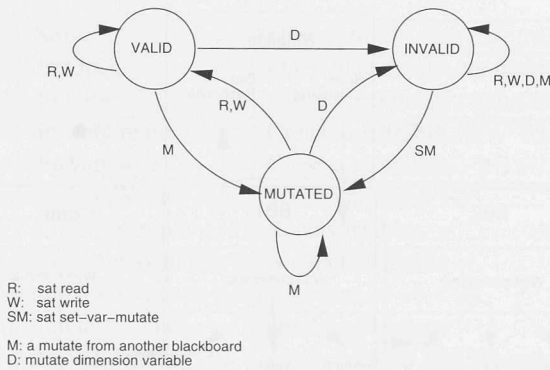 D
VALID
INVALID
R,W
R,W,D,M
R,W
D
M
SM
MUTATED
M
R: sat read
W: sat write
SM: sat set-var-mutate
M: a mutate from another blackboard
D: mutate dimension variable